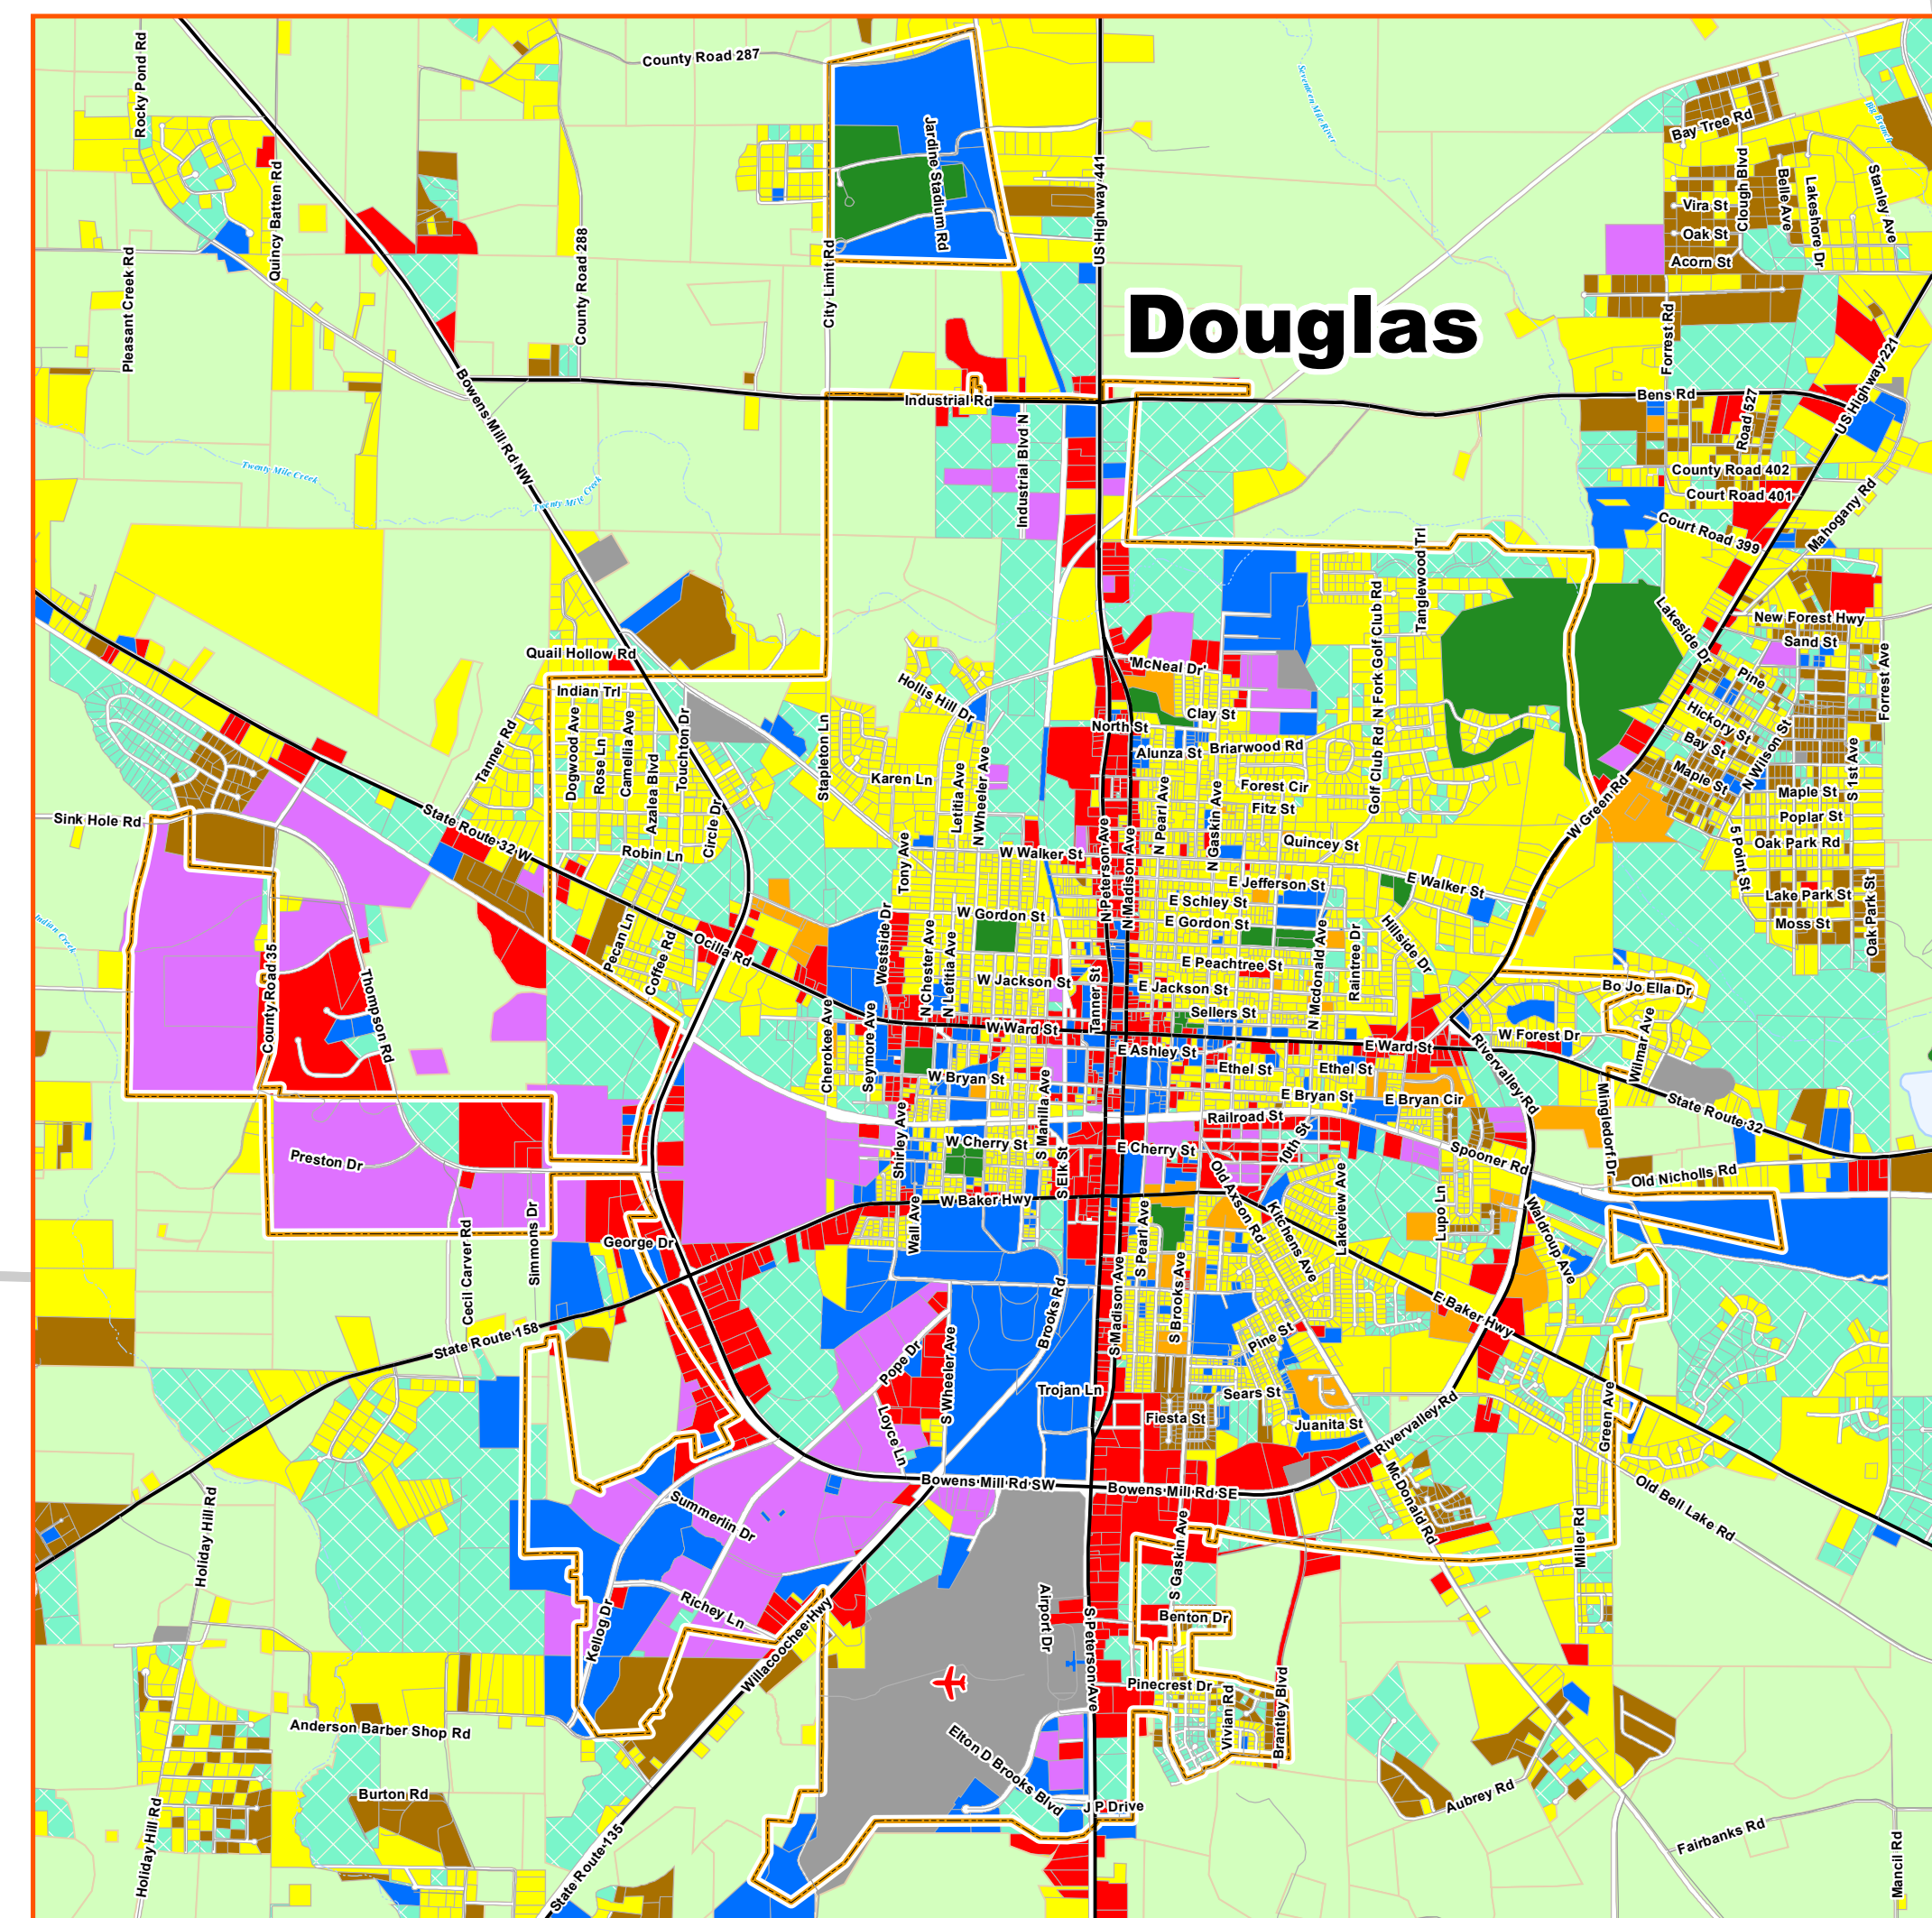 County Road 287
Rocky Pond Rd
Seventeen Mile River
Big Branch
Bay Tree Rd
Jardine Stadium Rd
US Highway 441
Quincy Batten Rd
Clough Blvd
Belle Ave
Lakeshore Dr
Stanley Ave
Vira St
Oak St
Acorn St
Pleasant Creek Rd
County Road 288
City Limit Rd
Douglas
Forrest Rd
US Highway 221
Bowens Mill Rd NW
Industrial Rd
Bens Rd
Road 527
Industrial Blvd N
Twenty Mile Creek
Twenty Mile Creek
County Road 402
Court Road 401
Mahogany Rd
Court Road 399
Tanglewood Trl
N Fork Golf Club Rd
Lakeside Dr
New Forest Hwy
Sand St
Quail Hollow Rd
'McNeal Dr'
Indian Trl
Hollis Hill Dr
Pine
Forrest Ave
Clay St
North St
Hickory St
Tanner Rd
Dogwood Ave
Rose Ln
Camellia Ave
Azalea Blvd
Touchton Dr
Stapleton Ln
Alunza St
Briarwood Rd
Golf Club Rd
Bay St
N Wilson St
Karen Ln
Letitia Ave
N Wheeler Ave
Forest Cir
Maple St
Maple St
S 1st Ave
Sink Hole Rd
State Route 32 W
Circle Dr
N Pearl Ave
N Gaskin Ave
Fitz St
W Green Rd
Poplar St
Robin Ln
Tony Ave
W Walker St
N Peterson Ave
N Madison Ave
Quincey St
5 Point St
Oak Park Rd
E Jefferson St
E Walker St
Lake Park St
Oak Park St
Indian Creek
Pecan Ln
Coffee Rd
Ocilla Rd
Westside Dr
W Gordon St
E Schley St
E Gordon St
Hillside Dr
Moss St
N Chester Ave
N Letitia Ave
E Peachtree St
N Mcdonald Ave
Raintree Dr
County Road 35
Thompson Rd
W Jackson St
Tanner St
E Jackson St
Bo Jo Ella Dr
Sellers St
Cherokee Ave
Seymore Ave
W Ward St
E Ward St
W Forest Dr
Wilmar Ave
E Ashley St
Rivervalley Rd
Ethel St
Ethel St
W Bryan St
E Bryan St
E Bryan Cir
State Route 32
Mingledorf Dr
Railroad St
Shirley Ave
S Manilla Ave
W Cherry St
E Cherry St
10th St
Spooner Rd
Preston Dr
S Elk St
Old Nicholls Rd
W Baker Hwy
Old Axson Rd
Kitchens Ave
Lakeview Ave
Lupo Ln
Waldroup Ave
Wall Ave
George Dr
Cecil Carver Rd
Simmons Dr
S Pearl Ave
S Brooks Ave
S Madison Ave
Brooks Rd
E Baker Hwy
State Route 158
Pope Dr
S Wheeler Ave
Pine St
Trojan Ln
Sears St
Green Ave
Loyce Ln
Fiesta St
Juanita St
Rivervalley Rd
Bowens Mill Rd SW
Bowens Mill Rd SE
McDonald Rd
Old Bell Lake Rd
Holiday Hill Rd
Summerlin Dr
S Gaskin Ave
Miller Rd
Kellog Dr
Richey Ln
Willacoochee Hwy
Airport Dr
S Peterson Ave
Benton Dr
Pinecrest Dr
Vivian Rd
Brantley Blvd
Anderson Barber Shop Rd
Elton D Brooks Blvd
Burton Rd
J P Drive
Aubrey Rd
Holiday Hill Rd
State Route 135
Fairbanks Rd
Mancil Rd